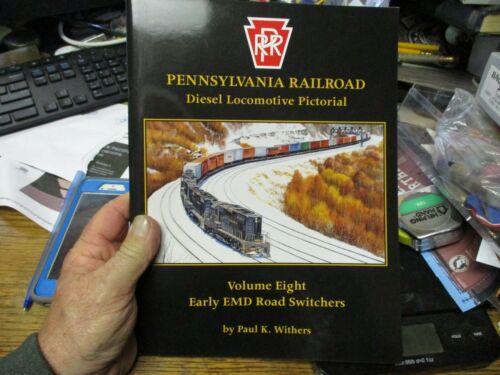 PRR
PENNSYLVANIA RAILROAD
Diesel Locomotive Pictorial
Volume Eight
Early EMD Road Switchers
by Paul K. Withers